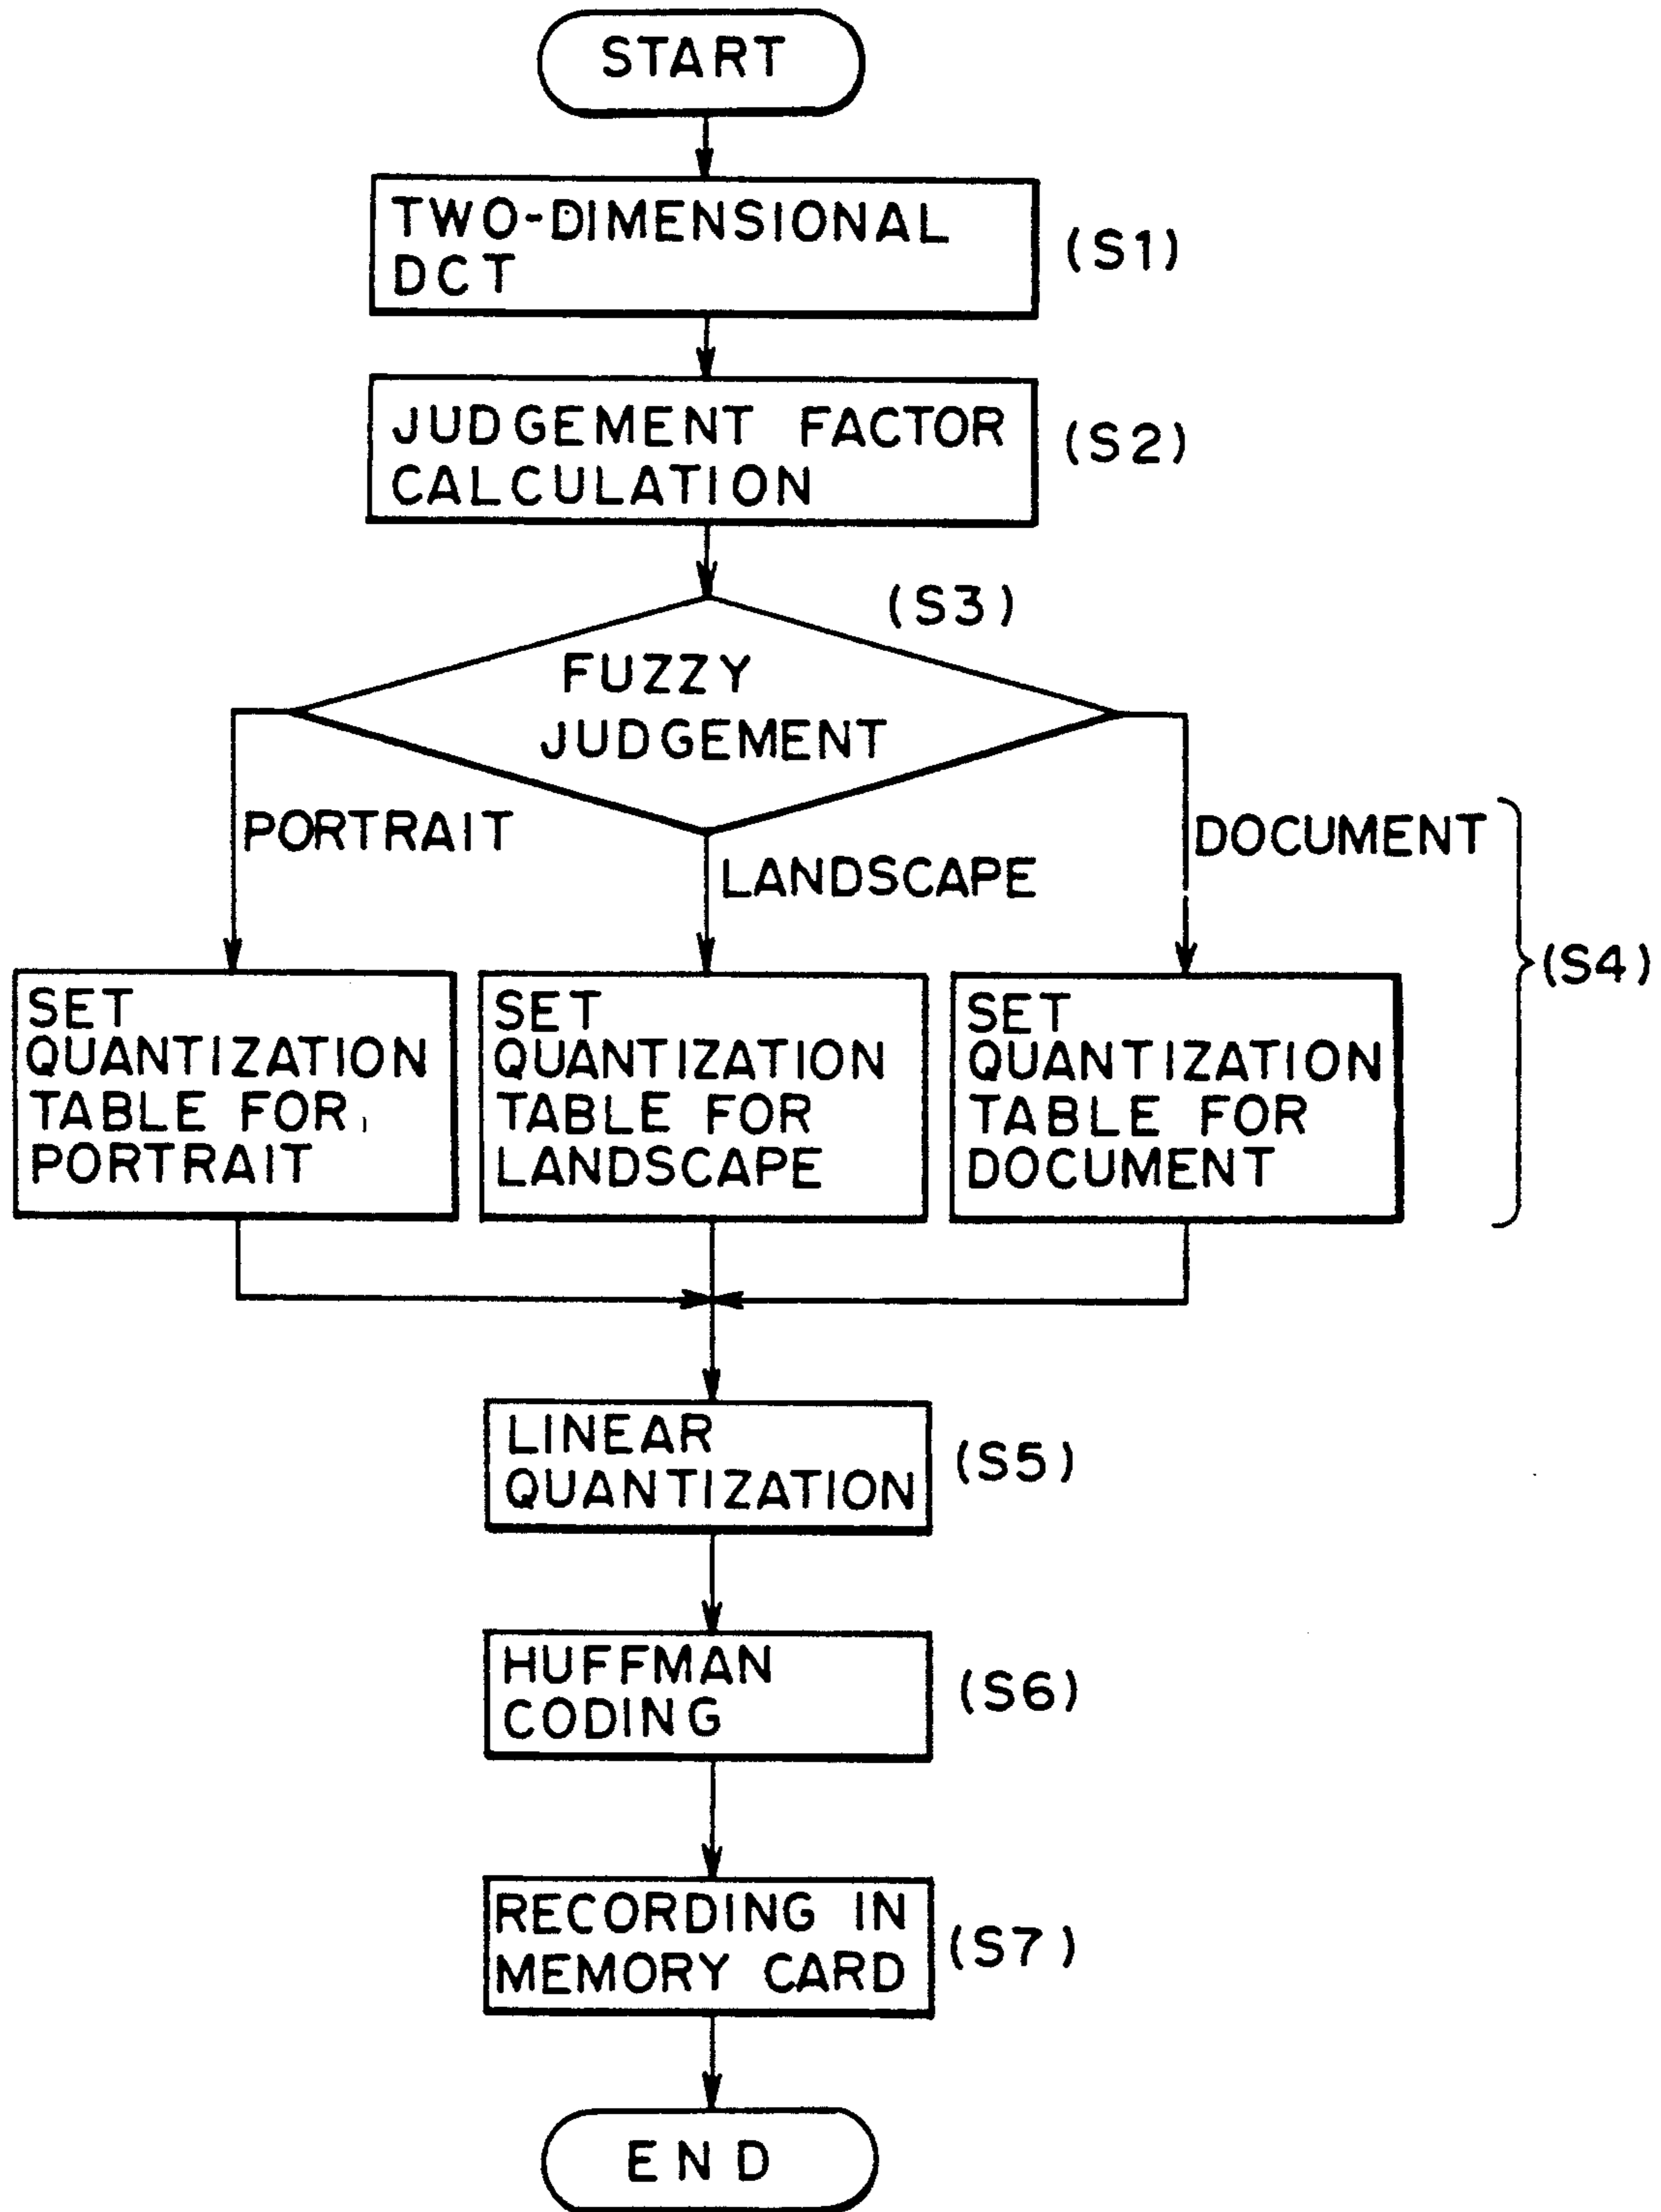 START
TWO-DIMENSIONAL
DCT
(S1)
JUDGEMENT FACTOR
CALCULATION
(S2)
(S3)
FUZZY
JUDGEMENT
PORTRAIT
LANDSCAPE
DOCUMENT
(S4)
SET
QUANTIZATION
TABLE FOR
PORTRAIT
SET
QUANTIZATION
TABLE FOR
LANDSCAPE
SET
QUANTIZATION
TABLE FOR
DOCUMENT
LINEAR
QUANTIZATION
(S5)
HUFFMAN
CODING
(S6)
RECORDING IN
MEMORY CARD
(S7)
END